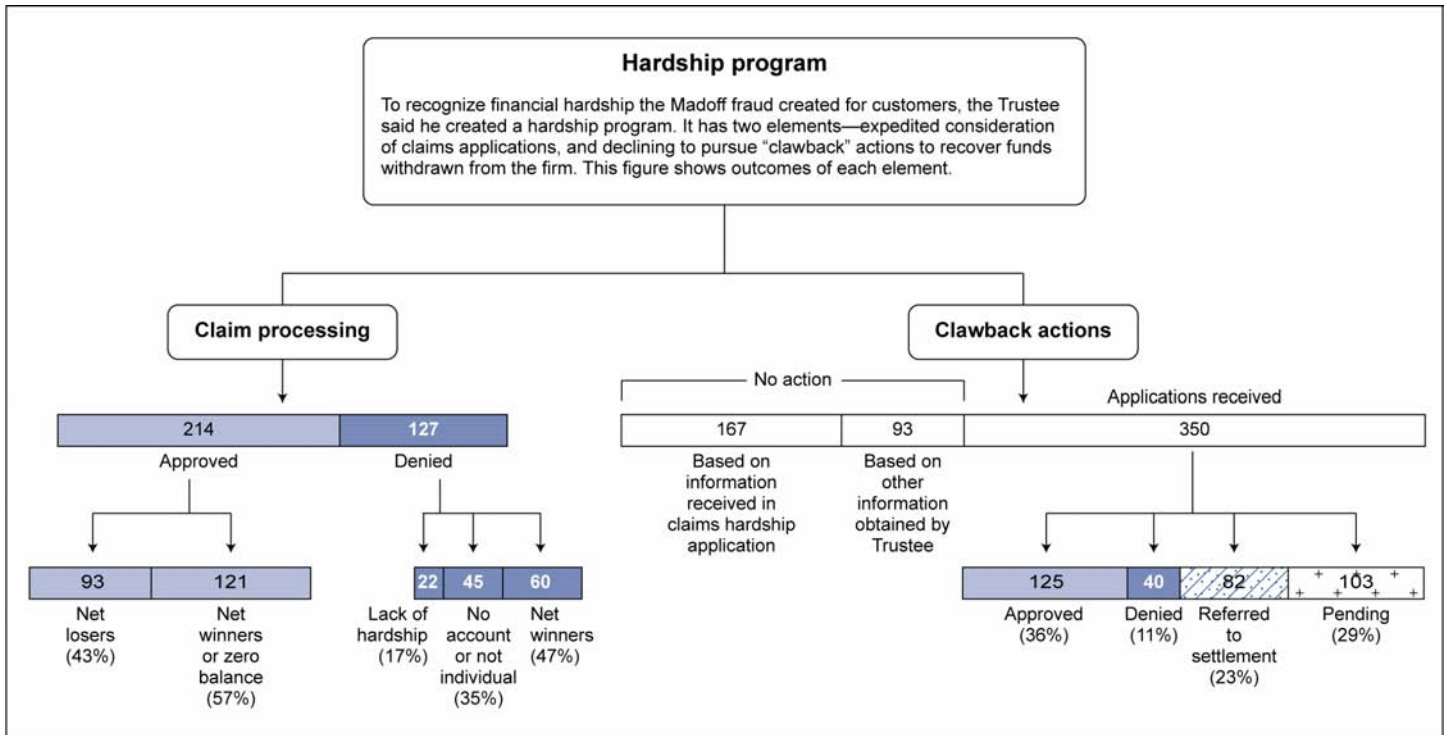 Hardship program
To recognize financial hardship the Madoff fraud created for customers, the Trustee
said he created a hardship program. It has two elements—expedited consideration
of claims applications, and declining to pursue “clawback” actions to recover funds
withdrawn from the firm. This figure shows outcomes of each element.
Claim processing
214
127
Approved
Denied
93
121
Net
losers
(43%)
Net
winners
or zero
balance
(57%)
22
45
60
Lack of
hardship
(17%)
No
account
or not
individual
(35%)
Net
winners
(47%)
Clawback actions
No action
Applications received
167
93
350
Based on
information
received in
claims hardship
application
Based on
other
information
obtained by
Trustee
125
40
82
103
Approved
(36%)
Denied
(11%)
Referred
to
settlement
(23%)
Pending
(29%)